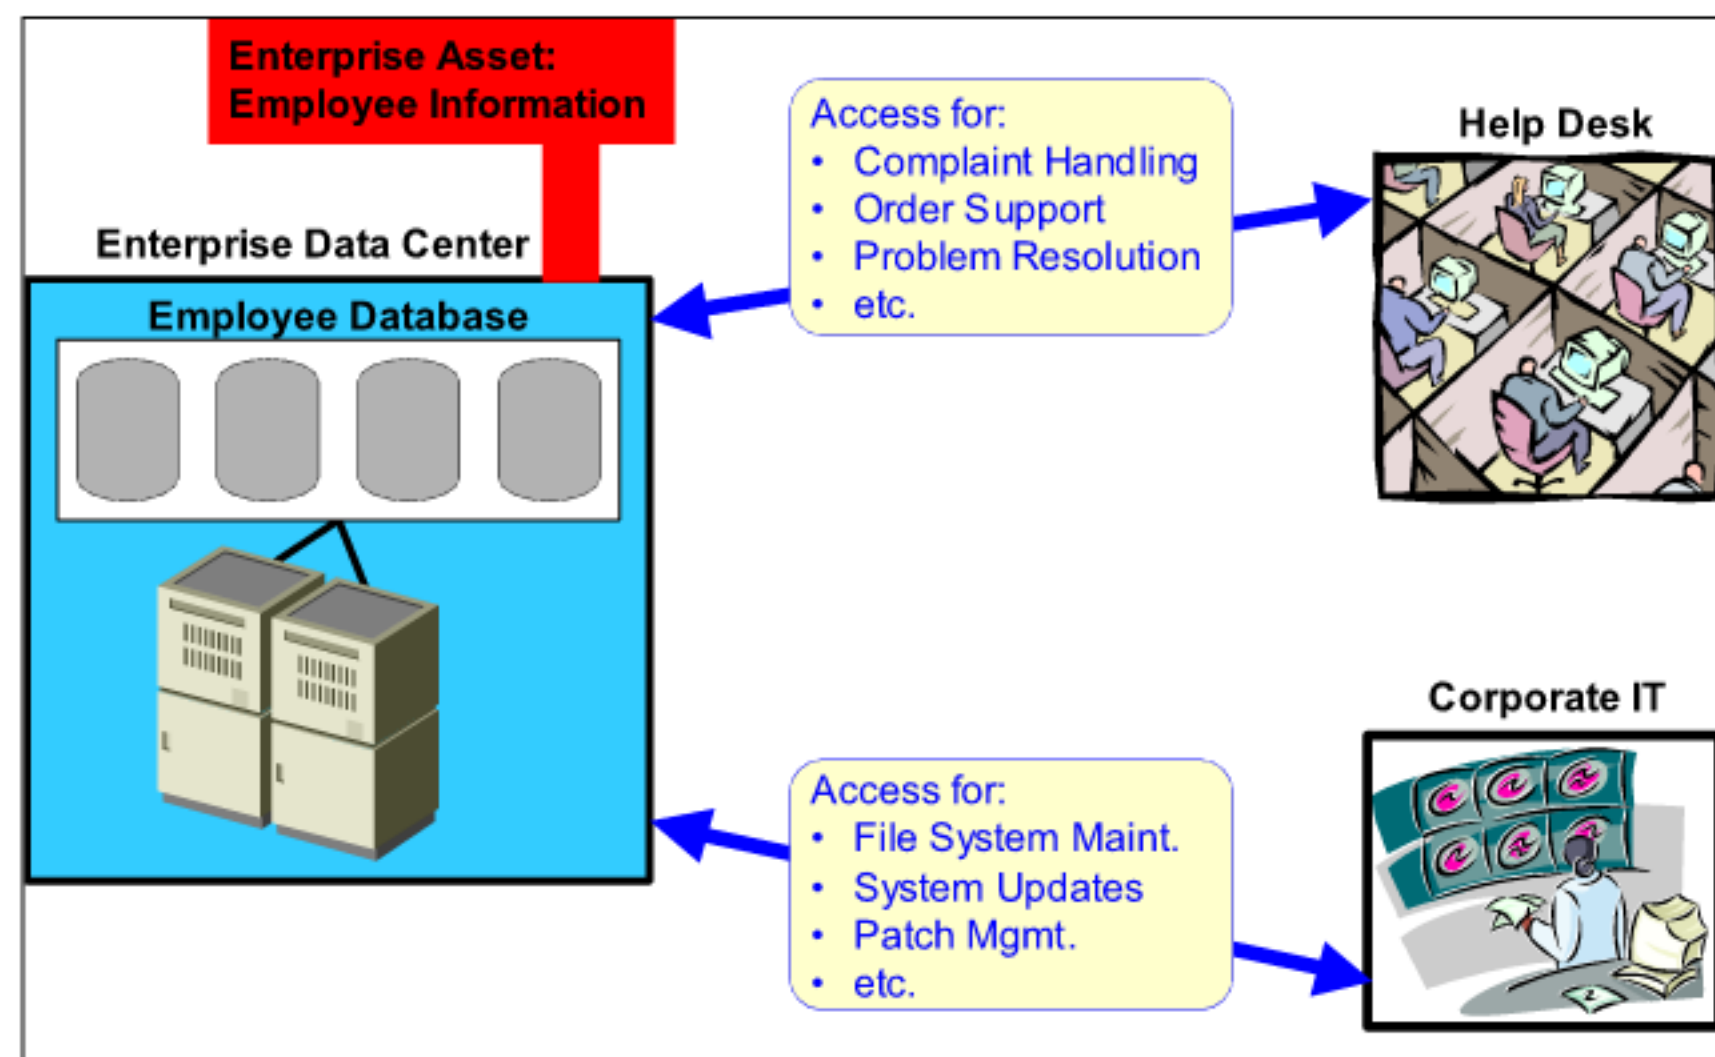 Enterprise Asset:
Employee Information
Enterprise Data Center
Employee Database
Access for:
• Complaint Handling
• Order Support
• Problem Resolution
• etc.
Help Desk
Access for:
• File System Maint.
• System Updates
• Patch Mgmt.
• etc.
Corporate IT